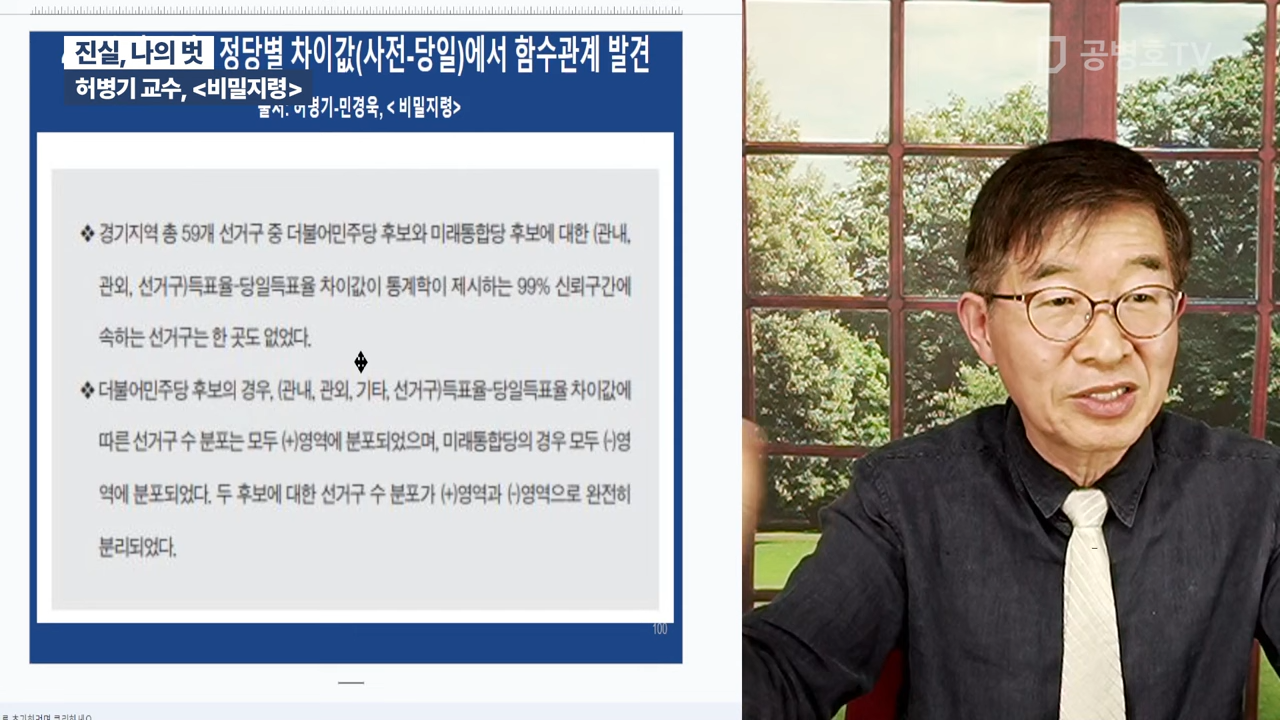 진실, 나의 벗 정당별 차이값(사전-당일)에서 함수관계 발견
허병기 교수, <비밀지령>
출처: 허병기-민경욱, < 비밀지령>
공병호TV
❖ 경기지역 총 59개 선거구 중 더불어민주당 후보와 미래통합당 후보에 대한 (관내,
관외, 선거구)득표율-당일득표율 차이값이 통계학이 제시하는 99% 신뢰구간에
속하는 선거구는 한 곳도 없었다.
❖ 더불어민주당 후보의 경우, (관내, 관외, 기타, 선거구)득표율-당일득표율 차이값에
따른 선거구 수 분포는 모두 (+)영역에 분포되었으며, 미래통합당의 경우 모두 (-)영
역에 분포되었다. 두 후보에 대한 선거구 수 분포가 (+)영역과 (-)영역으로 완전히
분리되었다.
100